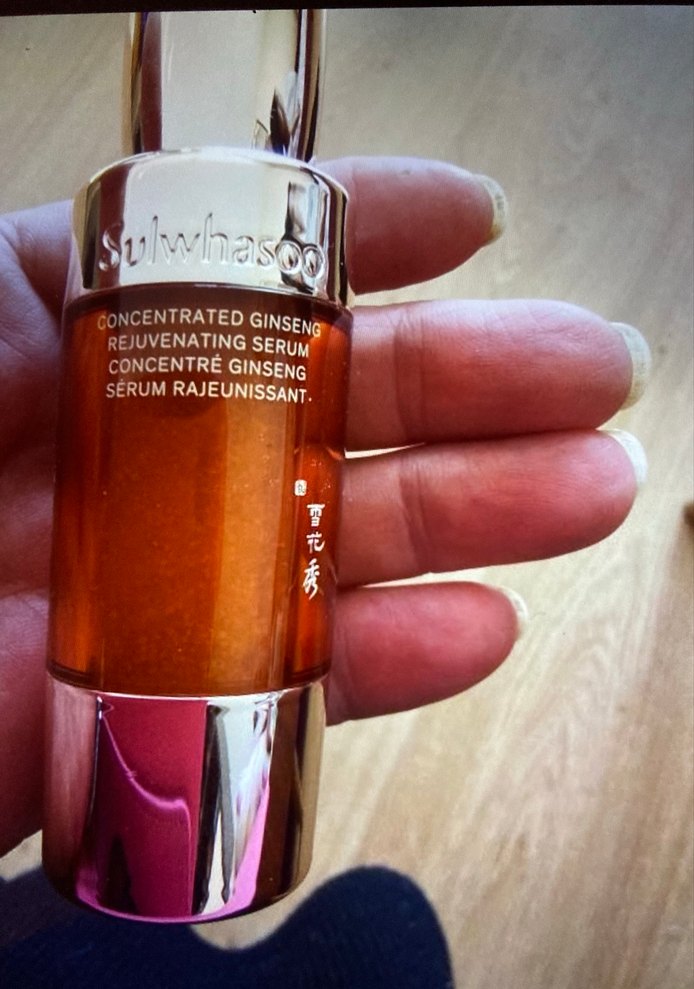 Sulwhasoo
CONCENTRATED GINSENG
REJUVENATING SERUM
CONCENTRÉ GINSENG
SÉRUM RAJEUNISSANT
雪花秀